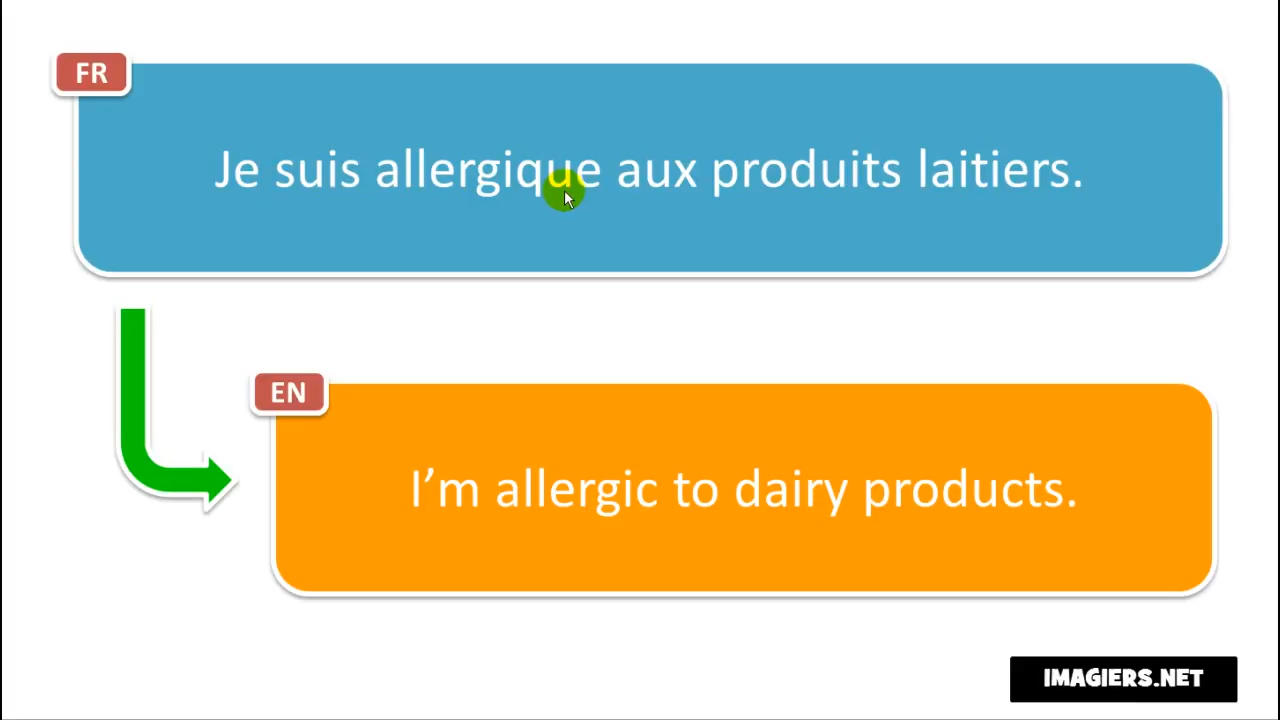 FR
Je suis allergique aux produits laitiers.
EN
I’m allergic to dairy products.
IMAGIERS.NET